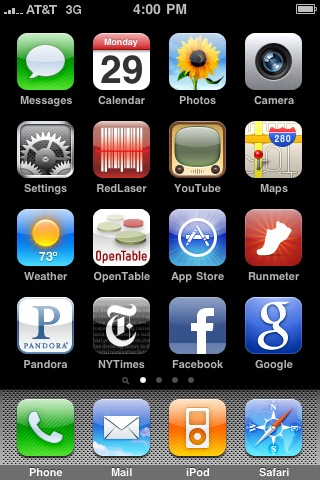 AT&T 3G 4:00 PM
Monday
29
Messages Calendar Photos Camera
280
Settings RedLaser YouTube Maps
73°
OpenTable
Weather OpenTable App Store Runmeter
P
PANDORA
T
f
g
Pandora NYTimes Facebook Google
N
Phone Mail iPod Safari